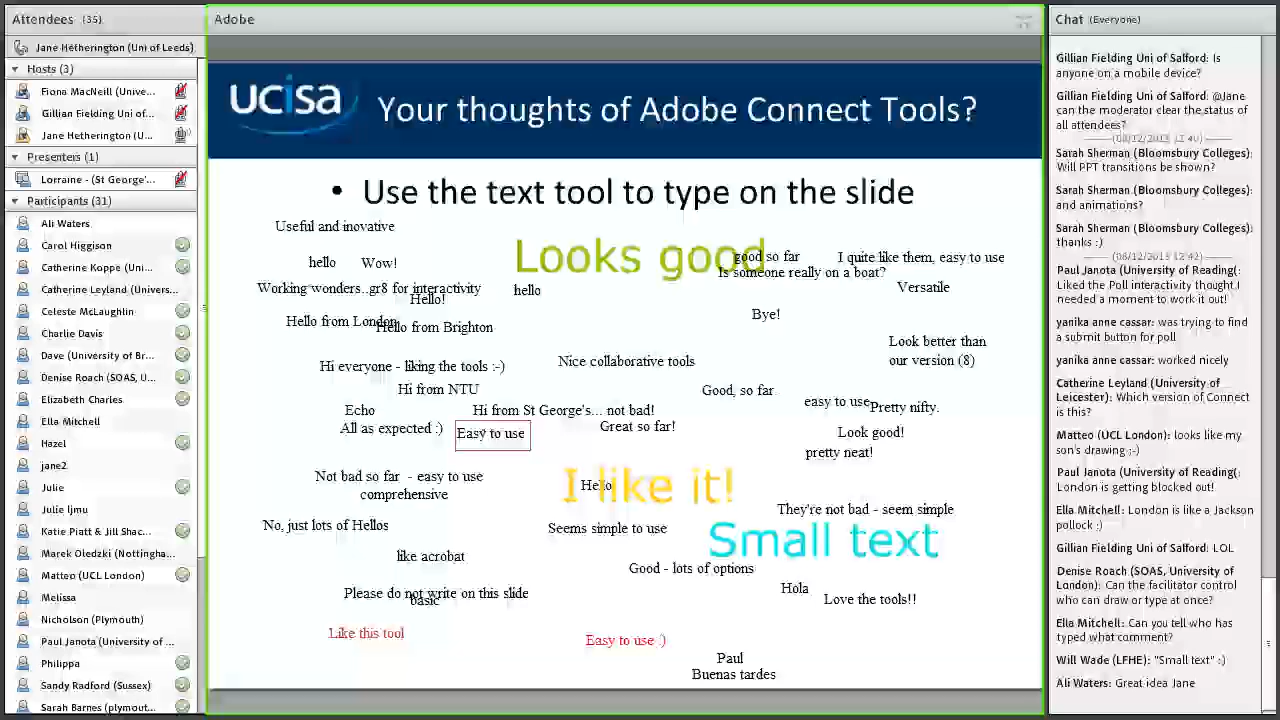 Attendees (35)
Jane Hetherington (Uni of Leeds)
Hosts (3)
Fiona MacNeill (Unive...
Gillian Fielding Uni of...
Jane Hetherington (U...
Presenters (1)
Lorraine - (St George'...
Participants (31)
Ali Waters
Carol Higgison
Catherine Koppe (Uni...
Catherine Leyland (Univers...
Celeste McLaughlin
Charlie Davis
Dave (University of Br...
Denise Roach (SOAS, U...
Elizabeth Charles
Ella Mitchell
Hazel
jane2
Julie
Julie ljmu
Katie Piatt & Jill Shac...
Marek Oledzki (Nottingha...
Matteo (UCL London)
Melissa
Nicholson (Plymouth)
Paul Janota (University of ...
Philippa
Sandy Radford (Sussex)
Sarah Barnes (plymout...
Adobe
ucisa
Your thoughts of Adobe Connect Tools?
• Use the text tool to type on the slide
Useful and inovative
Looks good
good so far
I quite like them, easy to use
hello
Wow!
Is someone really on a boat?
Working wonders..gr8 for interactivity
hello
Versatile
Hello!
Bye!
Hello from London
Hello from Brighton
Look better than
our version (8)
Hi everyone - liking the tools :-)
Nice collaborative tools
Hi from NTU
Good, so far
easy to use
Pretty nifty.
Echo
Hi from St George's... not bad!
All as expected :)
Easy to use
Great so far!
Look good!
pretty neat!
Not bad so far - easy to use
comprehensive
I like it!
Hello
They're not bad - seem simple
No, just lots of Hellos
Seems simple to use
Small text
like acrobat
Good - lots of options
Please do not write on this slide
basic
Hola
Love the tools!!
Like this tool
Easy to use :)
Paul
Buenas tardes
Chat (Everyone)
Gillian Fielding Uni of Salford: Is
anyone on a mobile device?
Gillian Fielding Uni of Salford: @Jane
can the moderator clear the status of
all attendees?
Sarah Sherman (Bloomsbury Colleges):
Will PPT transitions be shown?
Sarah Sherman (Bloomsbury Colleges):
and animations?
Sarah Sherman (Bloomsbury Colleges):
thanks :)
Paul Janota (University of Reading(:
Liked the Poll interactivity thought.I
needed a moment to work it out!
yanika anne cassar: was trying to find
a submit button for poll
yanika anne cassar: worked nicely
Catherine Leyland (University of
Leicester): Which version of Connect
is this?
Matteo (UCL London): looks like my
son's drawing ;-)
Paul Janota (University of Reading(:
London is getting blocked out!
Ella Mitchell: London is like a Jackson
pollock :)
Gillian Fielding Uni of Salford: LOL
Denise Roach (SOAS, University of
London): Can the facilitator control
who can draw or type at once?
Ella Mitchell: Can you tell who has
typed what comment?
Will Wade (LFHE): "Small text" :)
Ali Waters: Great idea Jane